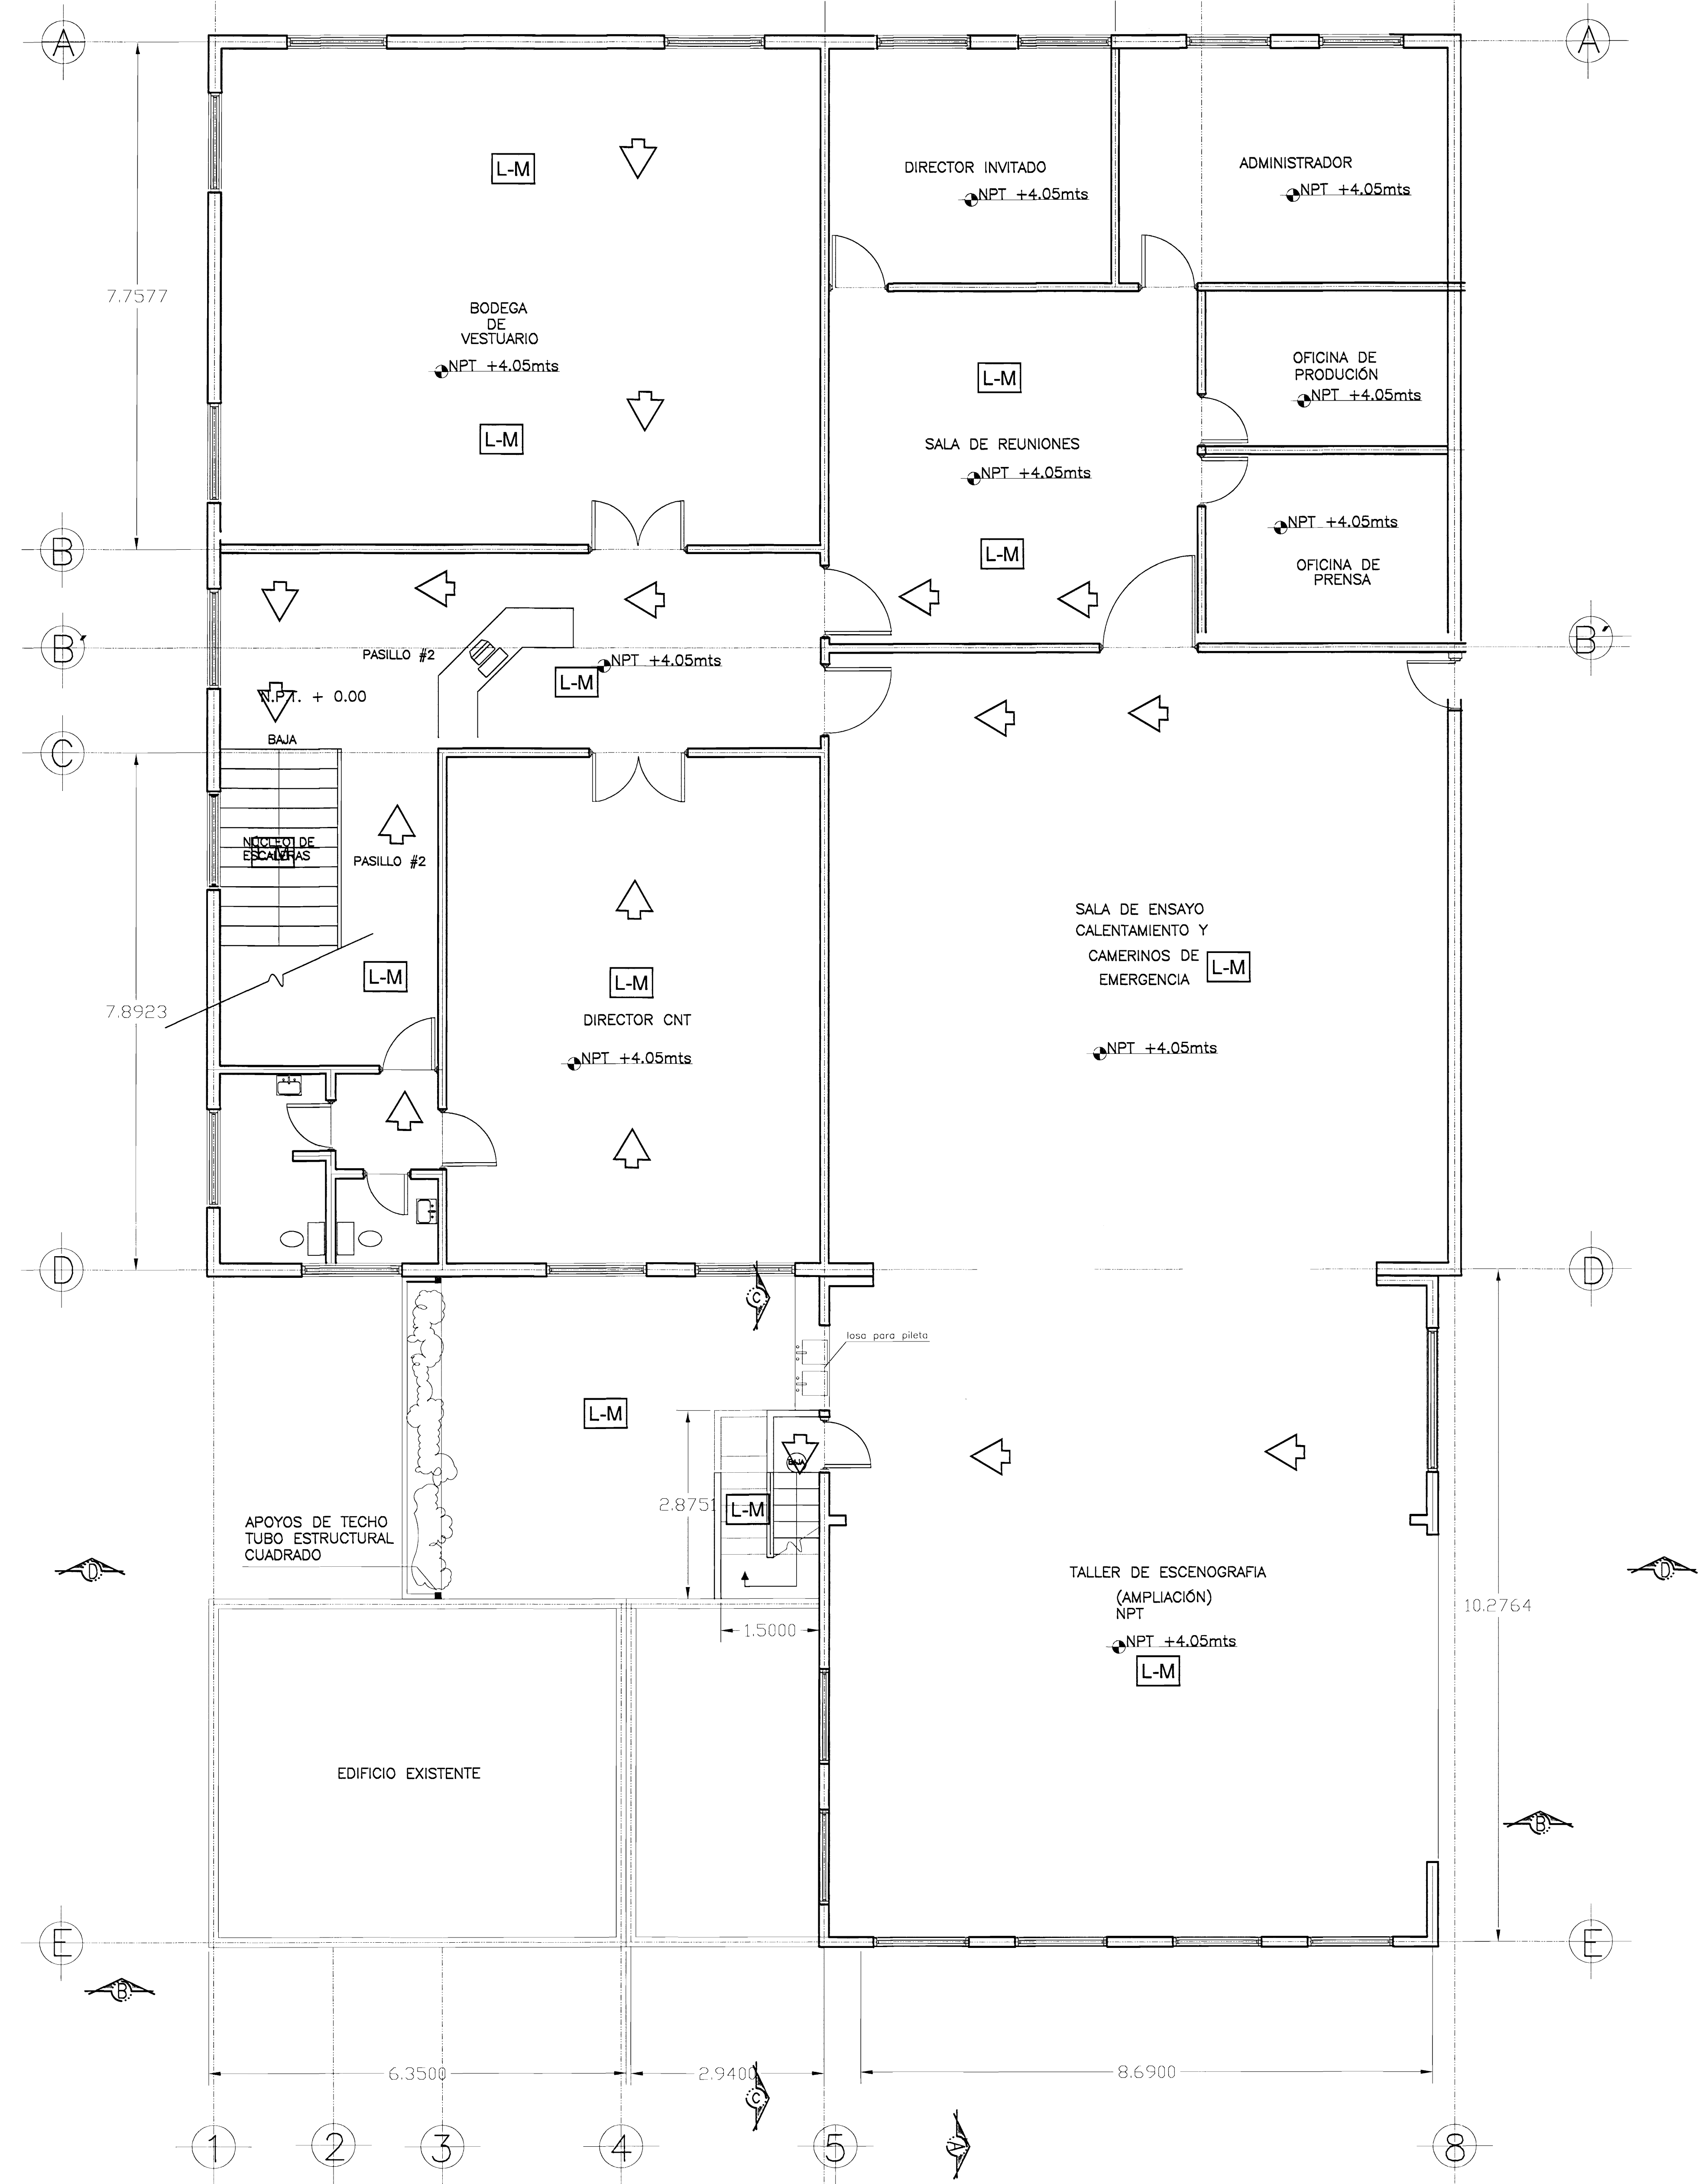 A
A
L-M
DIRECTOR INVITADO
NPT +4.05mts
ADMINISTRADOR
NPT +4.05mts
7.7577
BODEGA
DE
VESTUARIO
NPT +4.05mts
L-M
L-M
SALA DE REUNIONES
NPT +4.05mts
L-M
OFICINA DE
PRODUCIÓN
NPT +4.05mts
NPT +4.05mts
OFICINA DE
PRENSA
B
B'
B'
PASILLO #2
NPT +4.05mts
L-M
N.P.T. + 0.00
BAJA
C
NÚCLEO DE
ESCALERAS
L-M
PASILLO #2
L-M
7.8923
L-M
DIRECTOR CNT
NPT +4.05mts
SALA DE ENSAYO
CALENTAMIENTO Y
CAMERINOS DE
EMERGENCIA
L-M
NPT +4.05mts
D
D
C
losa para pileta
L-M
BAJA
2.8751
L-M
APOYOS DE TECHO
TUBO ESTRUCTURAL
CUADRADO
D
D
TALLER DE ESCENOGRAFIA
(AMPLIACIÓN)
NPT
NPT +4.05mts
L-M
10.2764
1.5000
EDIFICIO EXISTENTE
B
E
E
B
6.3500
2.9400
8.6900
C
A
1
2
3
4
5
8